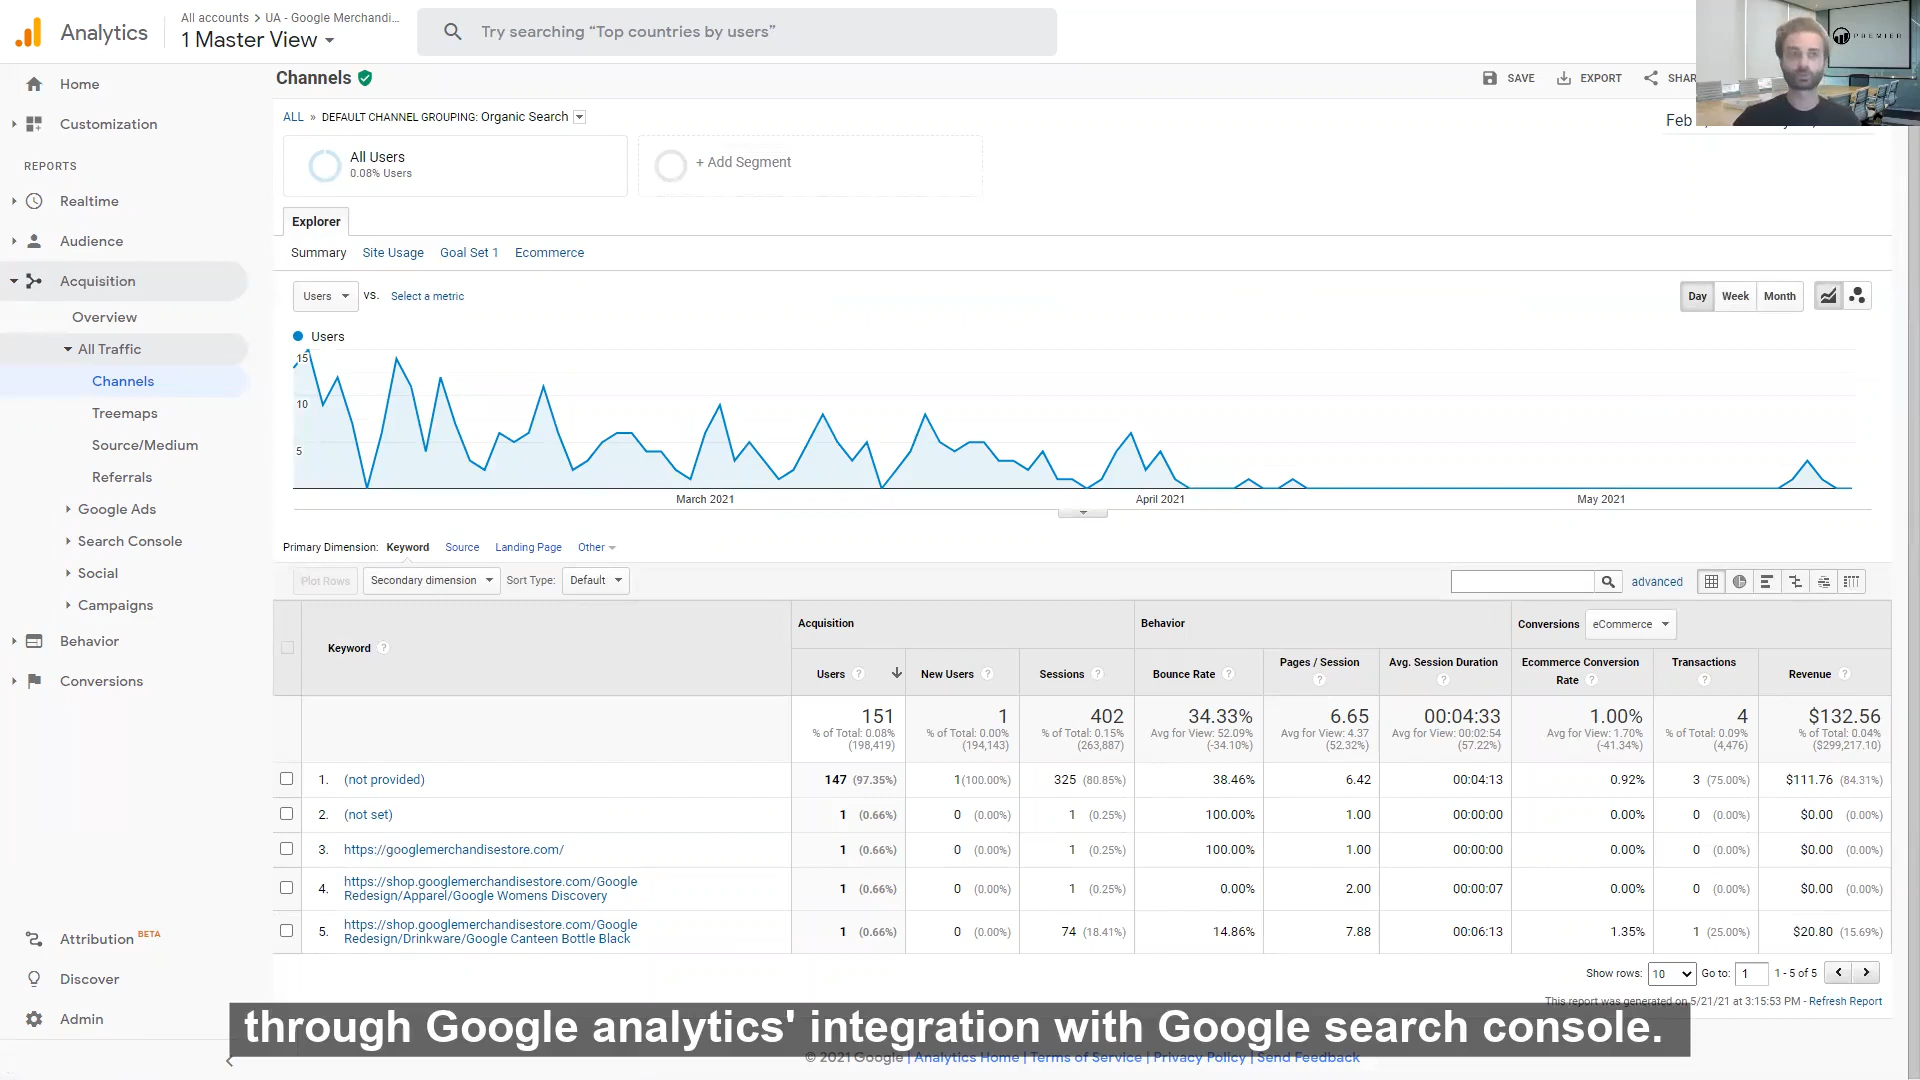 Analytics
All accounts > UA - Google Merchandi...
1 Master View
Try searching “Top countries by users”
PREMIER
Home
Customization
REPORTS
Realtime
Audience
Acquisition
Overview
All Traffic
Channels
Treemaps
Source/Medium
Referrals
Google Ads
Search Console
Social
Campaigns
Behavior
Conversions
Attribution BETA
Discover
Admin
Channels
SAVE
EXPORT
SHAR
ALL » DEFAULT CHANNEL GROUPING: Organic Search
Feb
All Users
0.08% Users
+ Add Segment
Explorer
Summary Site Usage Goal Set 1 Ecommerce
Users VS. Select a metric
Day Week Month
Users
15
10
5
March 2021 April 2021 May 2021
Primary Dimension: Keyword Source Landing Page Other
Plot Rows Secondary dimension Sort Type: Default advanced
Keyword ? Acquisition Behavior Conversions eCommerce
Users ? New Users ? Sessions ? Bounce Rate ? Pages / Session ? Avg. Session Duration ? Ecommerce Conversion Rate ? Transactions ? Revenue ?
151 1 402 34.33% 6.65 00:04:33 1.00% 4 $132.56
% of Total: 0.08% % of Total: 0.00% % of Total: 0.15% Avg for View: 52.09% Avg for View: 4.37 Avg for View: 00:02:54 Avg for View: 1.70% % of Total: 0.09% % of Total: 0.04%
(198,419) (194,143) (263,887) (-34.10%) (52.32%) (57.22%) (-41.34%) (4,476) ($299,217.10)
1. (not provided) 147 (97.35%) 1(100.00%) 325 (80.85%) 38.46% 6.42 00:04:13 0.92% 3 (75.00%) $111.76 (84.31%)
2. (not set) 1 (0.66%) 0 (0.00%) 1 (0.25%) 100.00% 1.00 00:00:00 0.00% 0 (0.00%) $0.00 (0.00%)
3. https://googlemerchandisestore.com/ 1 (0.66%) 0 (0.00%) 1 (0.25%) 100.00% 1.00 00:00:00 0.00% 0 (0.00%) $0.00 (0.00%)
4. https://shop.googlemerchandisestore.com/Google
Redesign/Apparel/Google Womens Discovery 1 (0.66%) 0 (0.00%) 1 (0.25%) 0.00% 2.00 00:00:07 0.00% 0 (0.00%) $0.00 (0.00%)
5. https://shop.googlemerchandisestore.com/Google
Redesign/Drinkware/Google Canteen Bottle Black 1 (0.66%) 0 (0.00%) 74 (18.41%) 14.86% 7.88 00:06:13 1.35% 1 (25.00%) $20.80 (15.69%)
Show rows: 10 Go to: 1 1 - 5 of 5
This report was generated on 5/21/21 at 3:15:53 PM - Refresh Report
through Google analytics' integration with Google search console.
© 2021 Google | Analytics Home | Terms of Service | Privacy Policy | Send Feedback